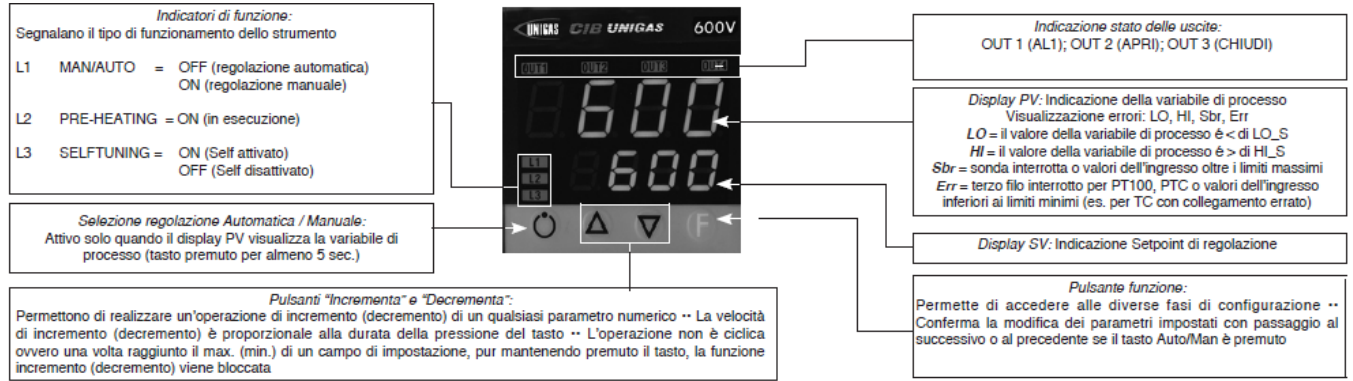 Indicatori di funzione:
Segnalano il tipo di funzionamento dello strumento
L1 MAN/AUTO = OFF (regolazione automatica)
ON (regolazione manuale)
L2 PRE-HEATING = ON (in esecuzione)
L3 SELFTUNING = ON (Self attivato)
OFF (Self disattivato)
Selezione regolazione Automatica / Manuale:
Attivo solo quando il display PV visualizza la variabile di
processo (tasto premuto per almeno 5 sec.)
Pulsanti “Incrementa” e “Decrementa”:
Permettono di realizzare un'operazione di incremento (decremento) di un qualsiasi parametro numerico •• La velocità
di incremento (decremento) è proporzionale alla durata della pressione del tasto •• L'operazione non è ciclica
ovvero una volta raggiunto il max. (min.) di un campo di impostazione, pur mantenendo premuto il tasto, la funzione
incremento (decremento) viene bloccata
UNIGAS CIB UNIGAS 600V
OUT1 OUT2 OUT3 OUT4
600
L1
L2
L3
600
F
Indicazione stato delle uscite:
OUT 1 (AL1); OUT 2 (APRI); OUT 3 (CHIUDI)
Display PV: Indicazione della variabile di processo
Visualizzazione errori: LO, HI, Sbr, Err
LO = il valore della variabile di processo é < di LO_S
HI = il valore della variabile di processo é > di HI_S
Sbr = sonda interrotta o valori dell'ingresso oltre i limiti massimi
Err = terzo filo interrotto per PT100, PTC o valori dell'ingresso
inferiori ai limiti minimi (es. per TC con collegamento errato)
Display SV: Indicazione Setpoint di regolazione
Pulsante funzione:
Permette di accedere alle diverse fasi di configurazione ••
Conferma la modifica dei parametri impostati con passaggio al
successivo o al precedente se il tasto Auto/Man è premuto